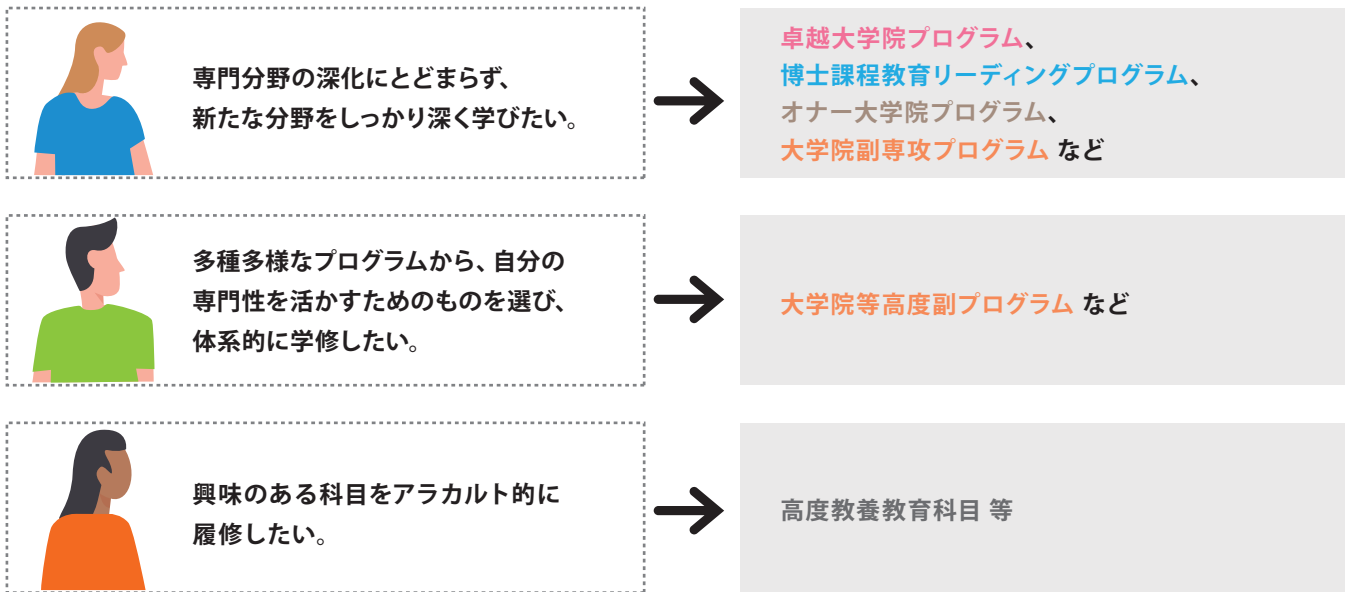 専門分野の深化にとどまらず、
新たな分野をしっかり深く学びたい。
卓越大学院プログラム、
博士課程教育リーディングプログラム、
オナー大学院プログラム、
大学院副専攻プログラム など
多種多様なプログラムから、自分の
専門性を活かすためのものを選び、
体系的に学修したい。
大学院等高度副プログラム など
興味のある科目をアラカルト的に
履修したい。
高度教養教育科目 等